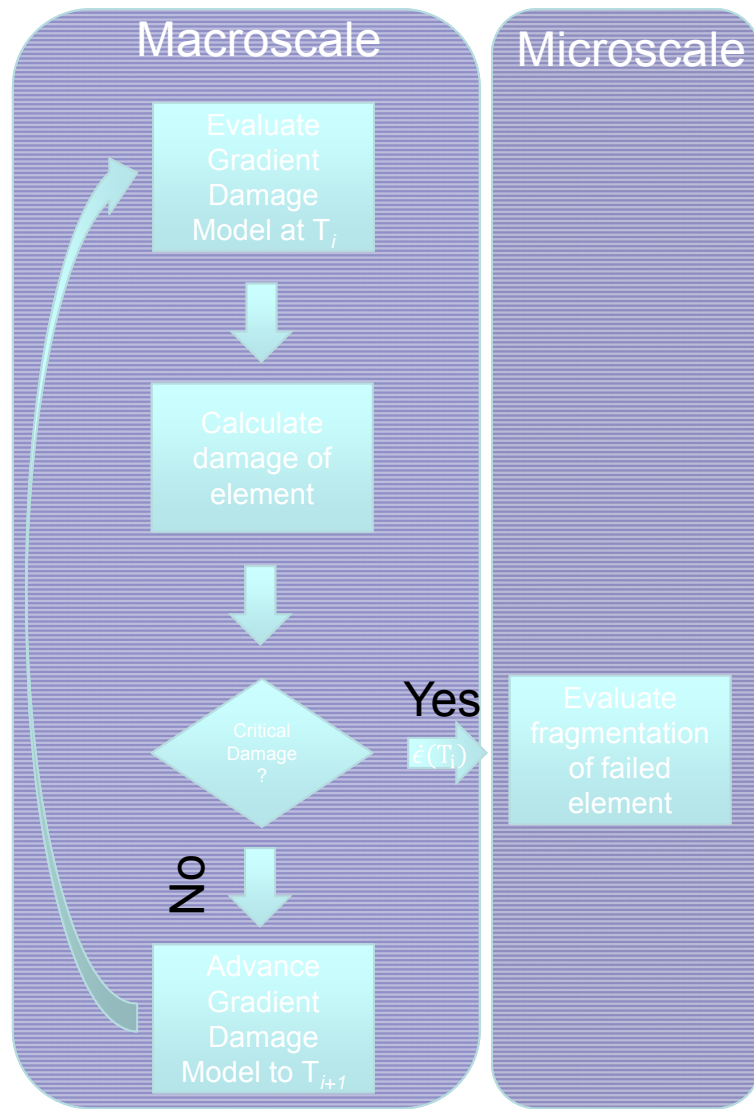 Macroscale
Evaluate
Gradient
Damage
Model at Tᵢ
Calculate
damage of
element
Critical
Damage
?
No
Advance
Gradient
Damage
Model to Tᵢ₊₁
Yes
ε̇(Tᵢ)
Microscale
Evaluate
fragmentation
of failed
element